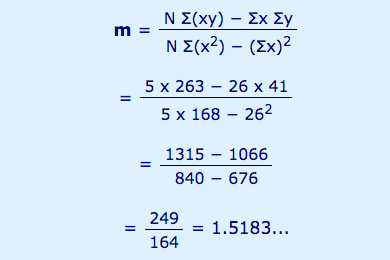 m = N Σ(xy) − Σx Σy / N Σ(x²) − (Σx)²
= 5 x 263 − 26 x 41 / 5 x 168 − 26²
= 1315 − 1066 / 840 − 676
= 249 / 164 = 1.5183...